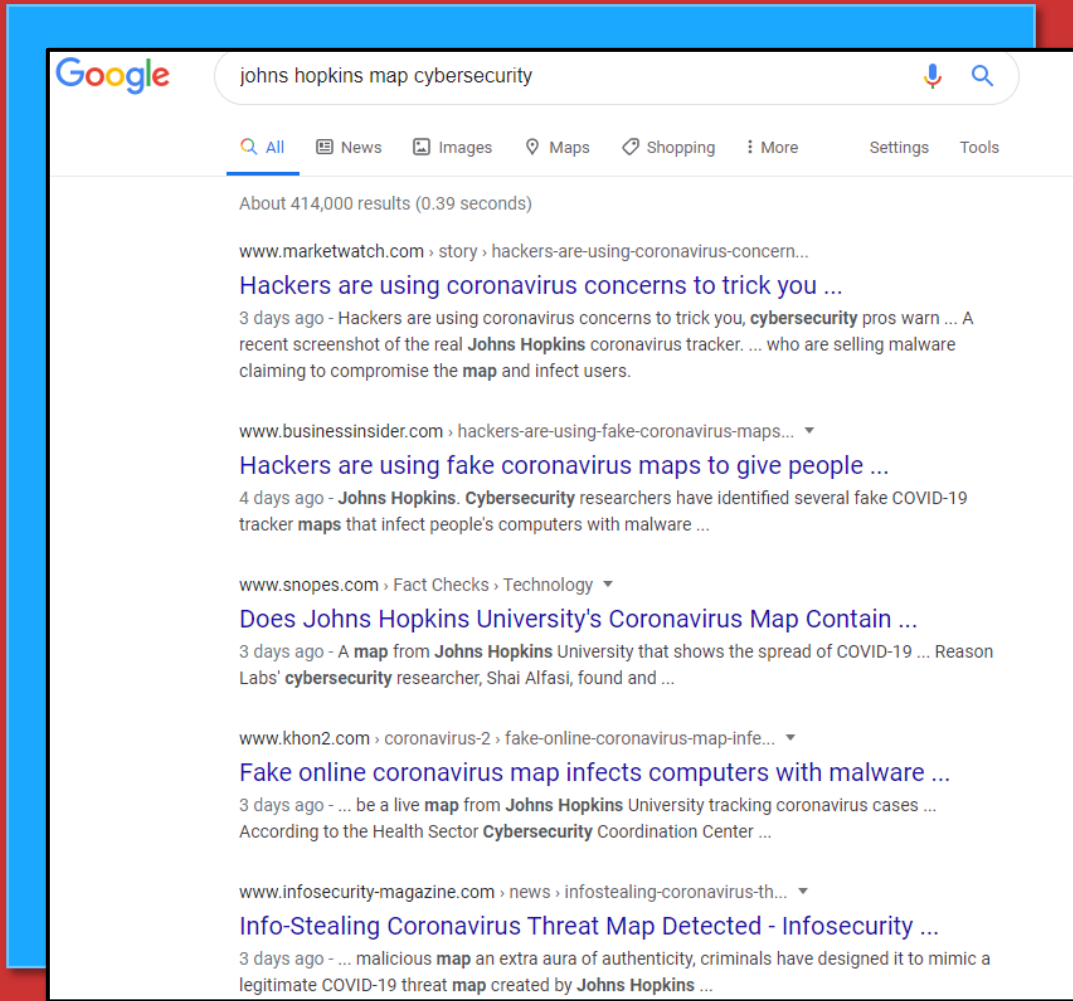 Google
johns hopkins map cybersecurity
All News Images Maps Shopping More Settings Tools
About 414,000 results (0.39 seconds)
www.marketwatch.com › story › hackers-are-using-coronavirus-concern...
Hackers are using coronavirus concerns to trick you ...
3 days ago - Hackers are using coronavirus concerns to trick you, cybersecurity pros warn ... A
recent screenshot of the real Johns Hopkins coronavirus tracker. ... who are selling malware
claiming to compromise the map and infect users.
www.businessinsider.com › hackers-are-using-fake-coronavirus-maps...
Hackers are using fake coronavirus maps to give people ...
4 days ago - Johns Hopkins. Cybersecurity researchers have identified several fake COVID-19
tracker maps that infect people's computers with malware ...
www.snopes.com › Fact Checks › Technology
Does Johns Hopkins University's Coronavirus Map Contain ...
3 days ago - A map from Johns Hopkins University that shows the spread of COVID-19 ... Reason
Labs' cybersecurity researcher, Shai Alfasi, found and ...
www.khon2.com › coronavirus-2 › fake-online-coronavirus-map-infe...
Fake online coronavirus map infects computers with malware ...
3 days ago - ... be a live map from Johns Hopkins University tracking coronavirus cases ...
According to the Health Sector Cybersecurity Coordination Center ...
www.infosecurity-magazine.com › news › infostealing-coronavirus-th...
Info-Stealing Coronavirus Threat Map Detected - Infosecurity ...
3 days ago - ... malicious map an extra aura of authenticity, criminals have designed it to mimic a
legitimate COVID-19 threat map created by Johns Hopkins ...